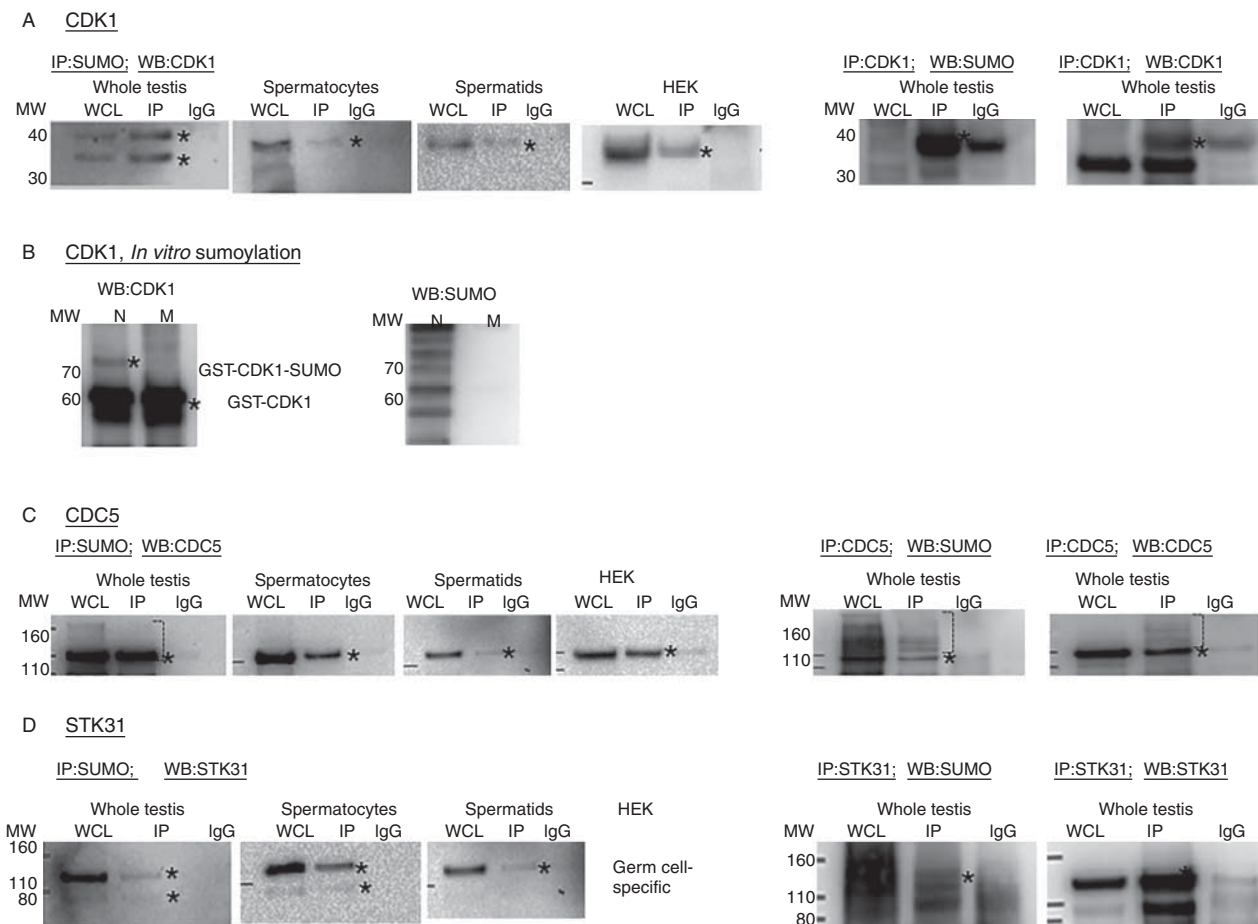 A CDK1
IP:SUMO; WB:CDK1 IP:CDK1; WB:SUMO IP:CDK1; WB:CDK1
Whole testis Spermatocytes Spermatids HEK Whole testis Whole testis
MW WCL IP IgG WCL IP IgG WCL IP IgG WCL IP IgG MW WCL IP IgG WCL IP IgG
40 * * * * * 40 * *
30 * 30
B CDK1, In vitro sumoylation
WB:CDK1 WB:SUMO
MW N M MW N M
70 * GST-CDK1-SUMO 70
60 * GST-CDK1 60
C CDC5
IP:SUMO; WB:CDC5 IP:CDC5; WB:SUMO IP:CDC5; WB:CDC5
Whole testis Spermatocytes Spermatids HEK Whole testis Whole testis
MW WCL IP IgG WCL IP IgG WCL IP IgG WCL IP IgG MW WCL IP IgG WCL IP IgG
160 160
110 * * * * 110 * *
D STK31
IP:SUMO; WB:STK31 IP:STK31; WB:SUMO IP:STK31; WB:STK31
Whole testis Spermatocytes Spermatids HEK Whole testis Whole testis
MW WCL IP IgG WCL IP IgG WCL IP IgG MW WCL IP IgG WCL IP IgG
160 * * * Germ cell- 160 * *
110 * * specific 110
80 80